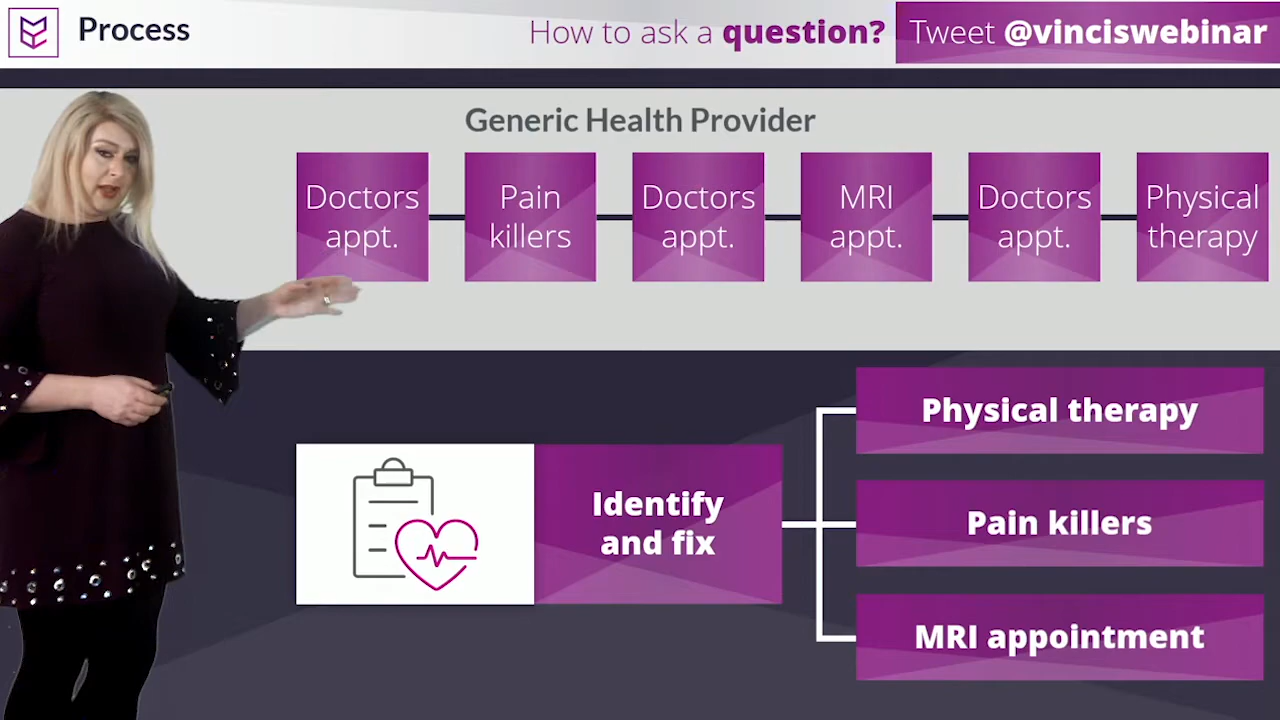 Process
How to ask a question?
Tweet @vinciswebinar
Generic Health Provider
Doctors
appt.
Pain
killers
Doctors
appt.
MRI
appt.
Doctors
appt.
Physical
therapy
Identify
and fix
Physical therapy
Pain killers
MRI appointment